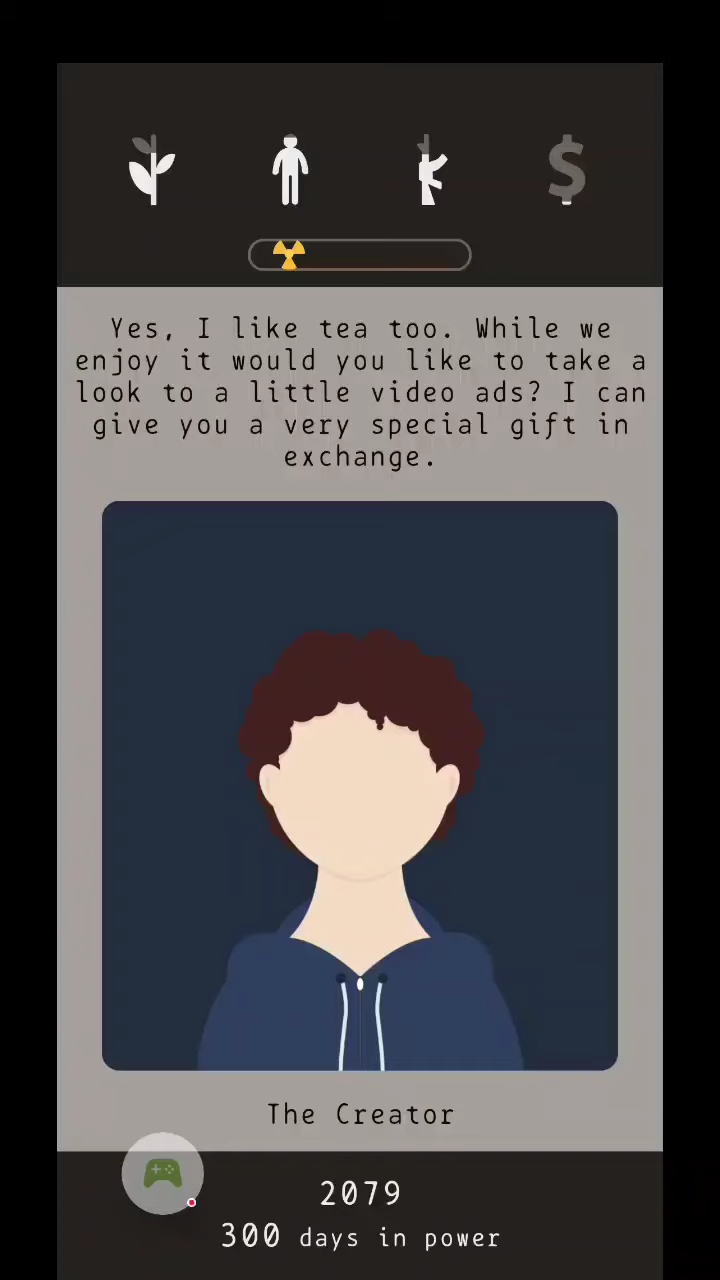 Yes, I like tea too. While we
enjoy it would you like to take a
look to a little video ads? I can
give you a very special gift in
exchange.
The Creator
2079
300 days in power